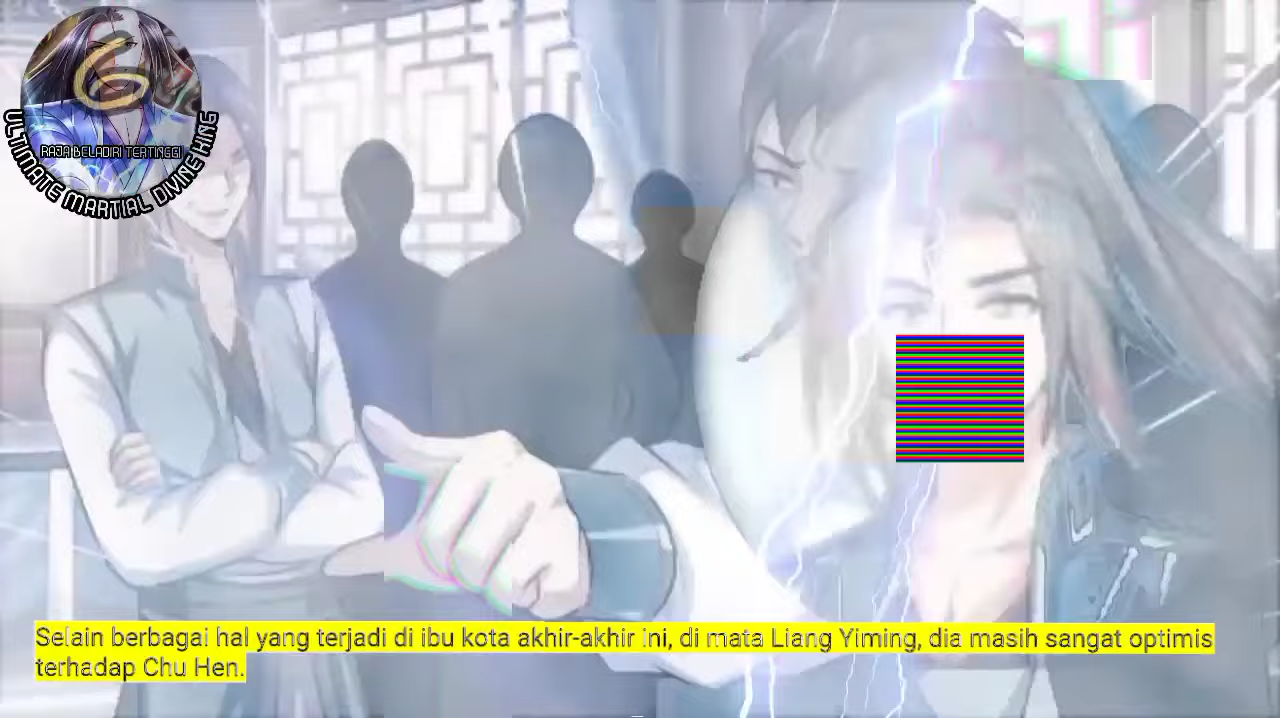 RAJA BELADIRI TERTINGGI
ULTIMATE MARTIAL DIVINE KING
Selain berbagai hal yang terjadi di ibu kota akhir-akhir ini, di mata Liang Yiming, dia masih sangat optimis
terhadap Chu Hen.